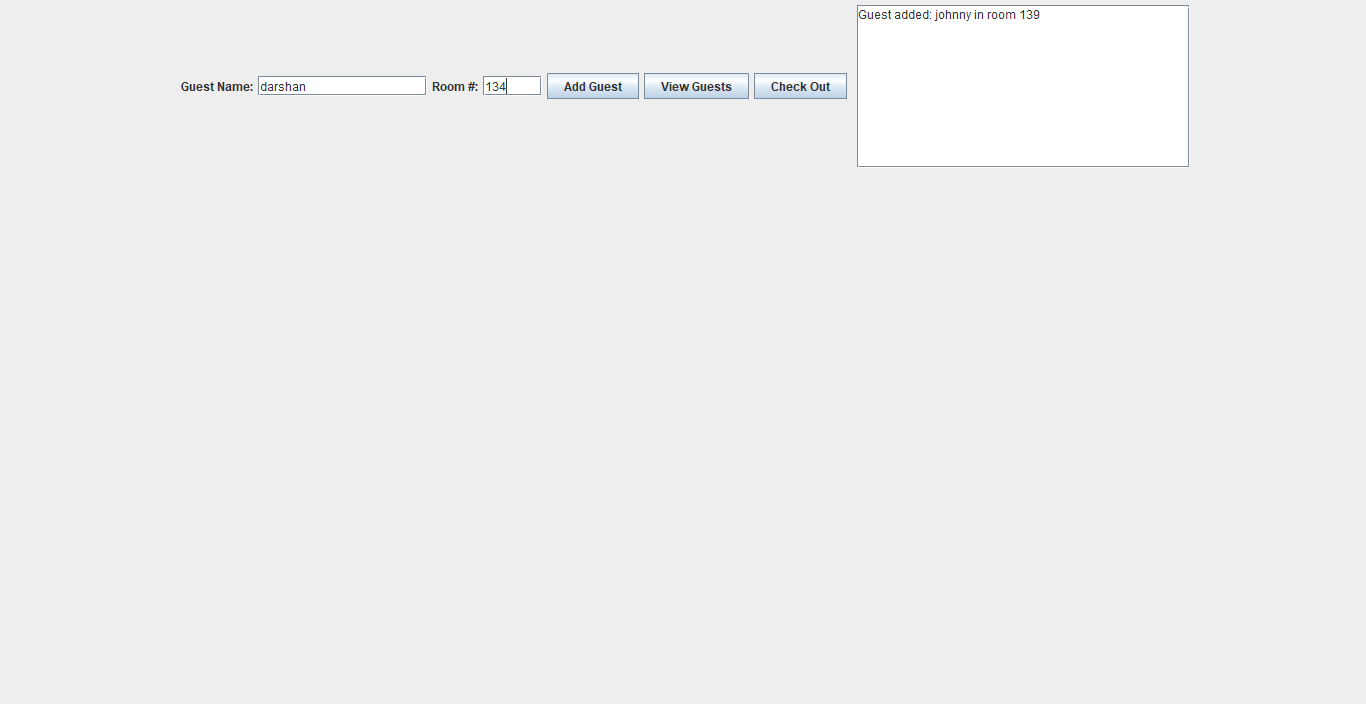 Guest Name: darshan Room #: 134 Add Guest View Guests Check Out
Guest added: johnny in room 139